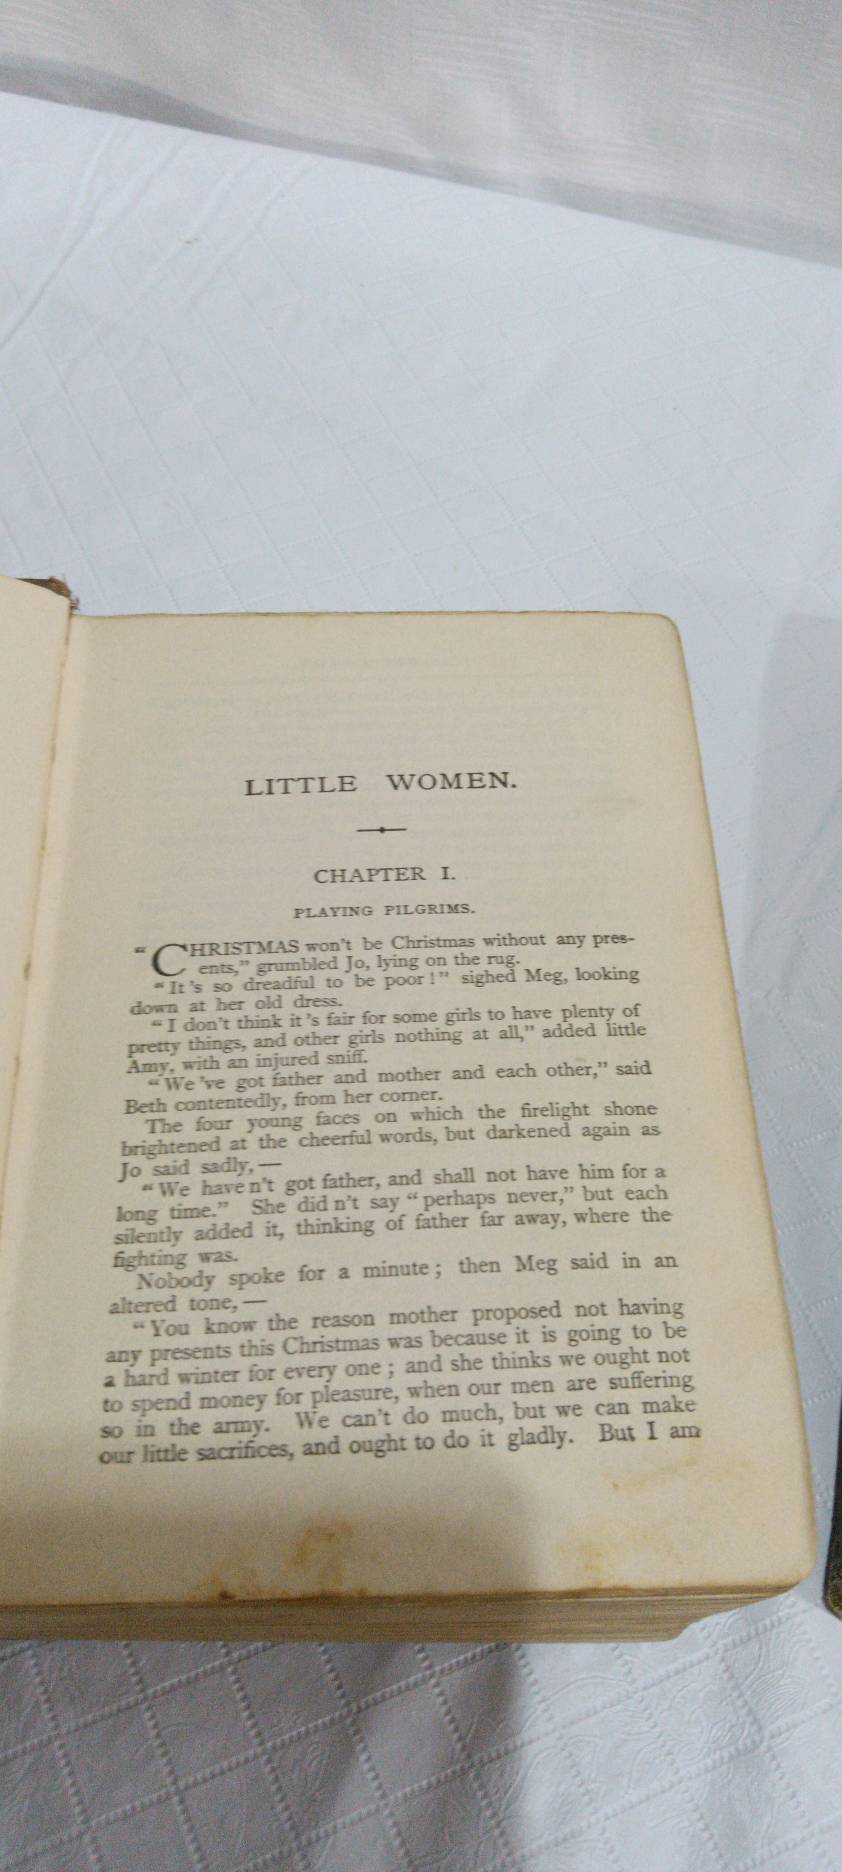 LITTLE WOMEN.
CHAPTER I.
PLAYING PILGRIMS.
“CHRISTMAS won’t be Christmas without any pres-
ents,” grumbled Jo, lying on the rug.
“It’s so dreadful to be poor!” sighed Meg, looking
down at her old dress.
“I don’t think it’s fair for some girls to have plenty of
pretty things, and other girls nothing at all,” added little
Amy, with an injured sniff.
“We’ve got father and mother and each other,” said
Beth contentedly, from her corner.
The four young faces on which the firelight shone
brightened at the cheerful words, but darkened again as
Jo said sadly,—
“We haven’t got father, and shall not have him for a
long time.” She didn’t say “perhaps never,” but each
silently added it, thinking of father far away, where the
fighting was.
Nobody spoke for a minute; then Meg said in an
altered tone,—
“You know the reason mother proposed not having
any presents this Christmas was because it is going to be
a hard winter for every one; and she thinks we ought not
to spend money for pleasure, when our men are suffering
so in the army. We can’t do much, but we can make
our little sacrifices, and ought to do it gladly. But I am